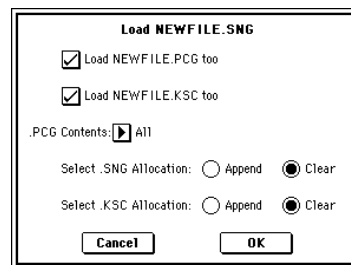 Load NEWFILE.SNG
Load NEWFILE.PCG too
Load NEWFILE.KSC too
.PCG Contents: All
Select .SNG Allocation: Append Clear
Select .KSC Allocation: Append Clear
Cancel OK